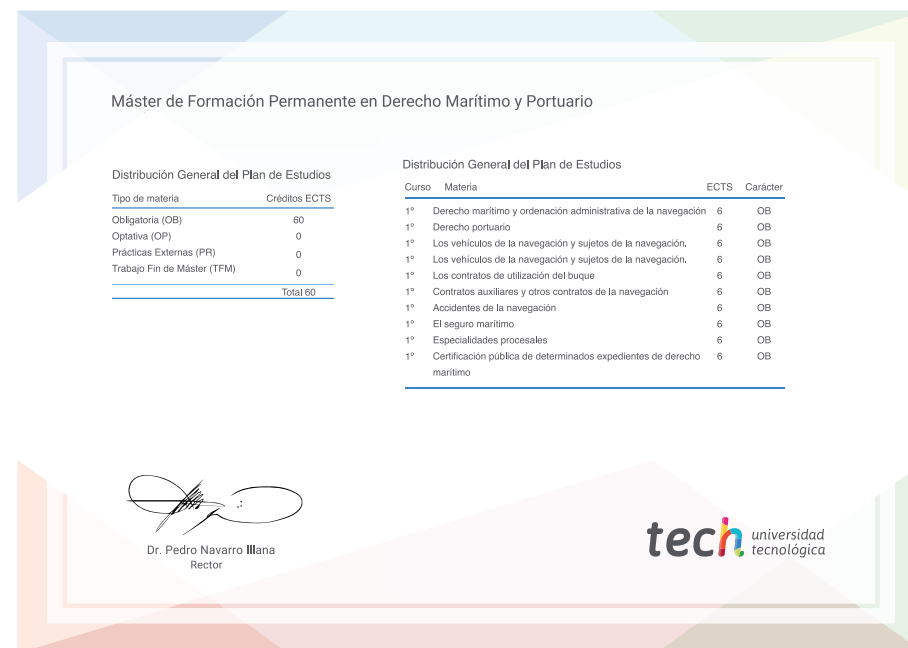 Máster de Formación Permanente en Derecho Marítimo y Portuario
Distribución General del Plan de Estudios
Tipo de materia Créditos ECTS
Obligatoria (OB) 60
Optativa (OP) 0
Prácticas Externas (PR) 0
Trabajo Fin de Máster (TFM) 0
Total 60
Distribución General del Plan de Estudios
Curso Materia ECTS Carácter
1º Derecho marítimo y ordenación administrativa de la navegación 6 OB
1º Derecho portuario 6 OB
1º Los vehículos de la navegación y sujetos de la navegación. 6 OB
1º Los vehículos de la navegación y sujetos de la navegación. 6 OB
1º Los contratos de utilización del buque 6 OB
1º Contratos auxiliares y otros contratos de la navegación 6 OB
1º Accidentes de la navegación 6 OB
1º El seguro marítimo 6 OB
1º Especialidades procesales 6 OB
1º Certificación pública de determinados expedientes de derecho 6 OB
marítimo
Dr. Pedro Navarro Illana
Rector
tech universidad
tecnológica